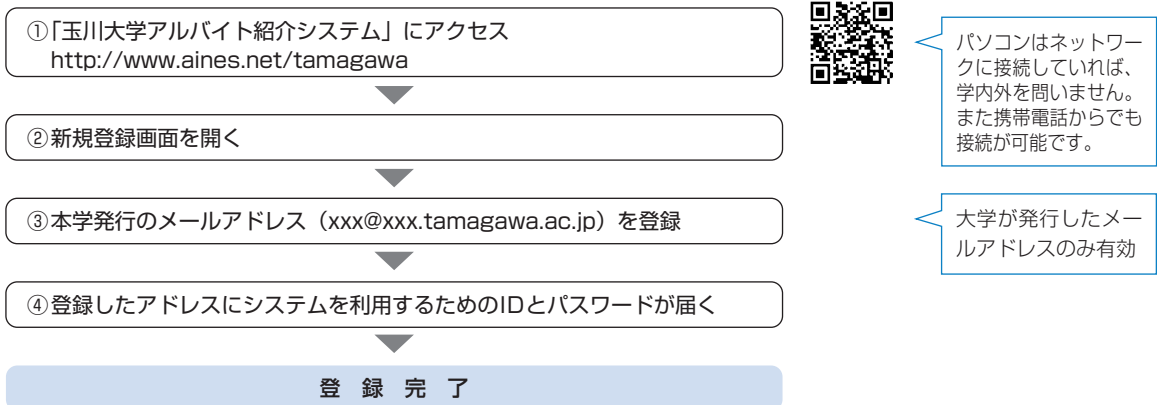 ①「玉川大学アルバイト紹介システム」にアクセス
http://www.aines.net/tamagawa
パソコンはネットワー
クに接続していれば、
学内外を問いません。
また携帯電話からでも
接続が可能です。
②新規登録画面を開く
③本学発行のメールアドレス（xxx@xxx.tamagawa.ac.jp）を登録
大学が発行したメー
ルアドレスのみ有効
④登録したアドレスにシステムを利用するためのIDとパスワードが届く
登 録 完 了